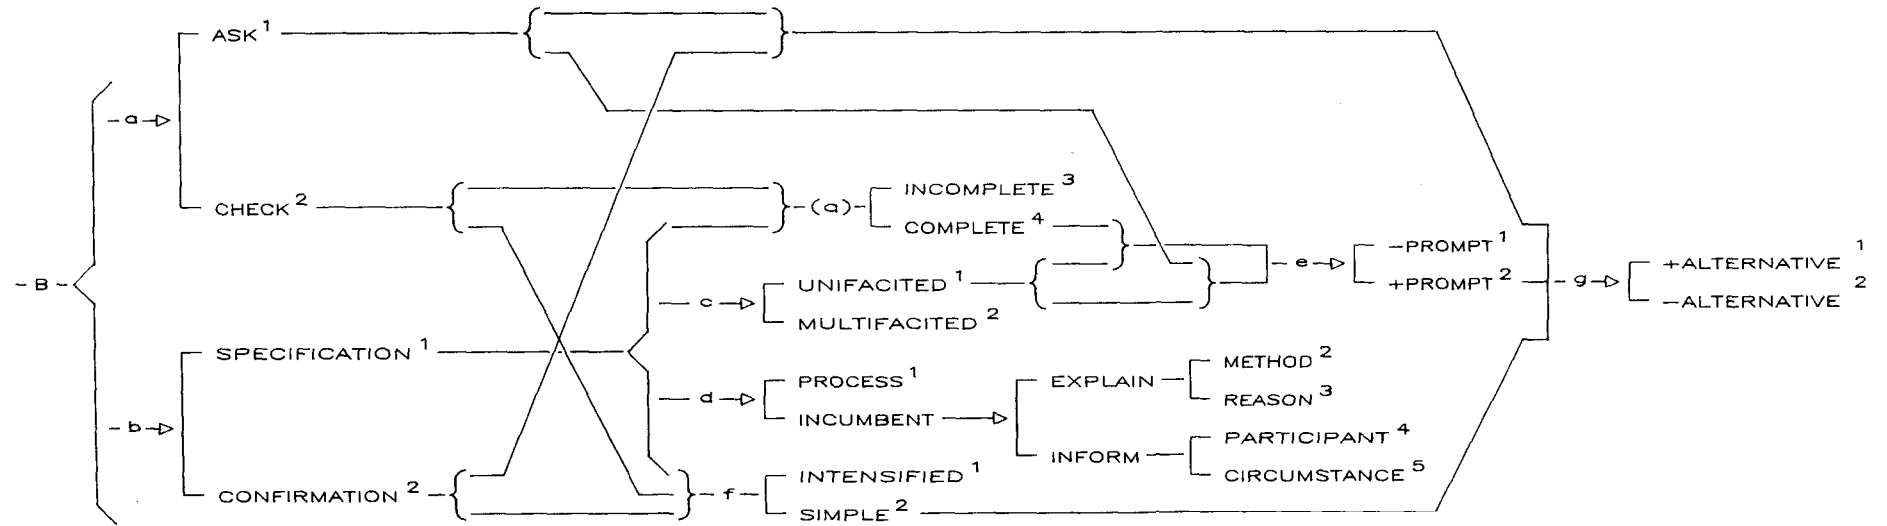 ASK 1
a
INCOMPLETE 3
CHECK 2
(a)
COMPLETE 4
-PROMPT 1
e
+PROMPT 2
+ALTERNATIVE 1
g
-ALTERNATIVE 2
B
UNIFACITED 1
c
MULTIFACITED 2
SPECIFICATION 1
METHOD 2
EXPLAIN
REASON 3
PROCESS 1
d
INCUMBENT
PARTICIPANT 4
INFORM
CIRCUMSTANCE 5
b
INTENSIFIED 1
CONFIRMATION 2
f
SIMPLE 2